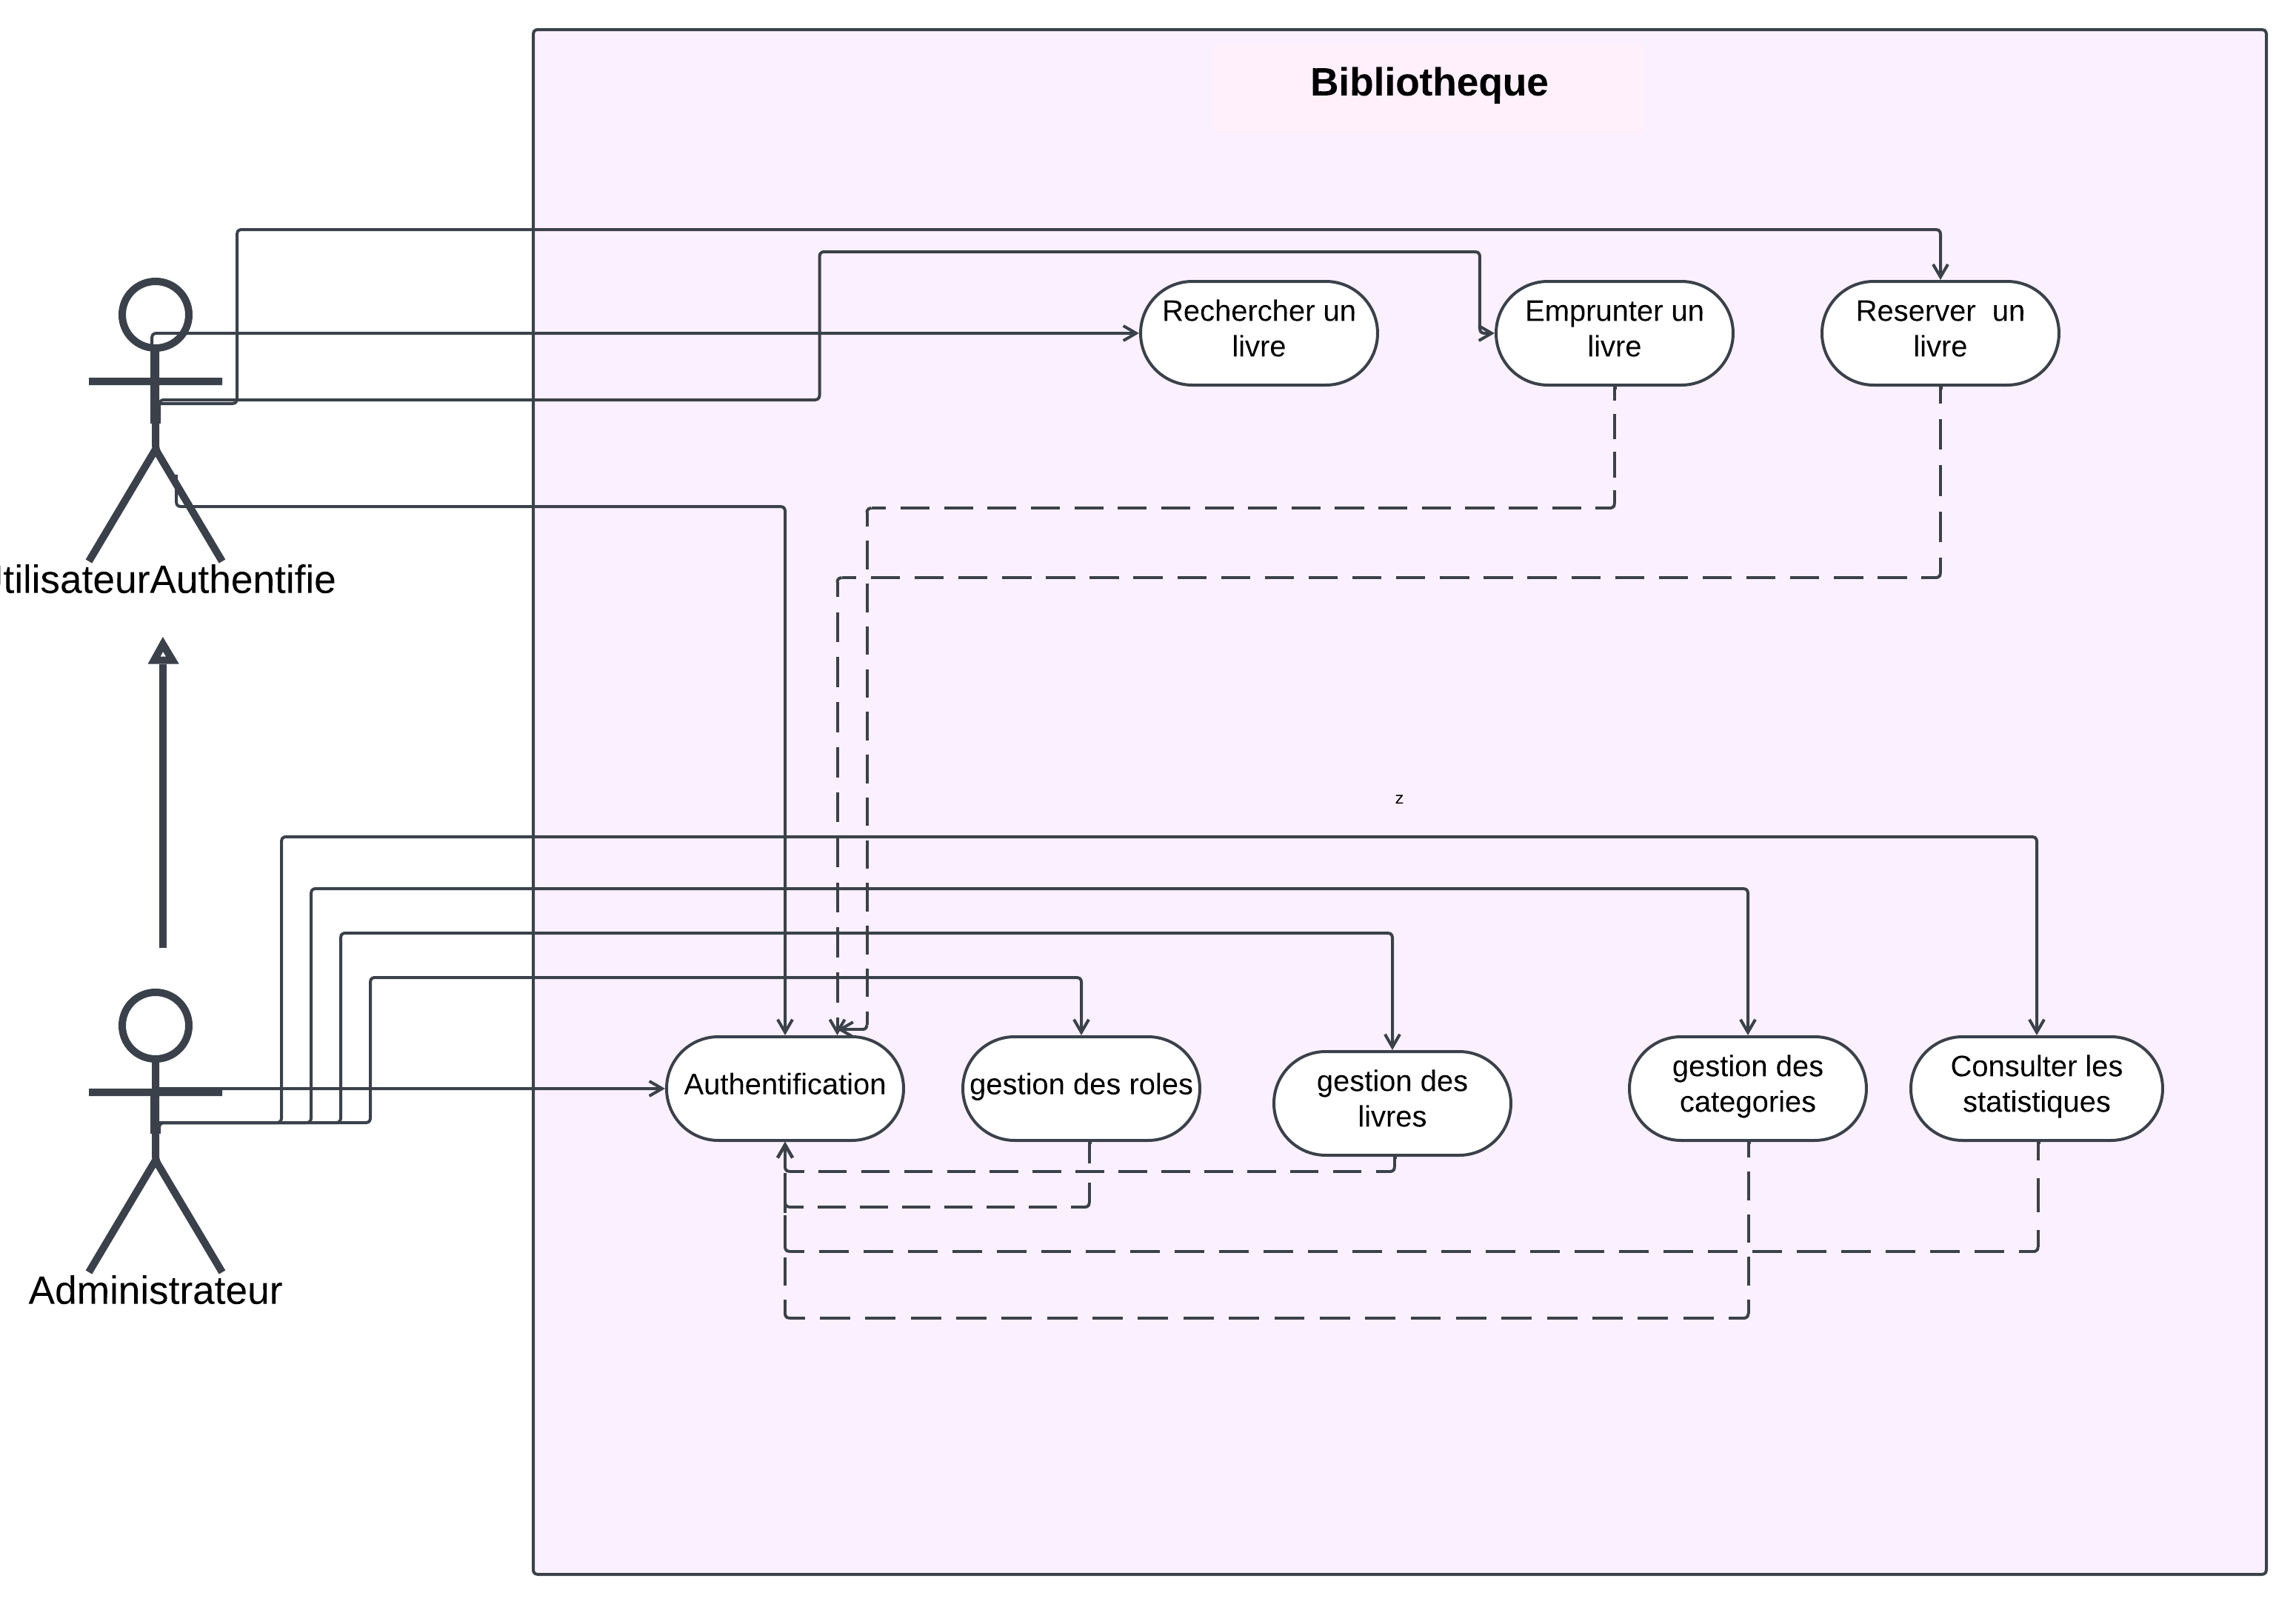 Bibliotheque
Rechercher un
livre
Emprunter un
livre
Reserver  un
livre
tilisateurAuthentifie
z
Authentification
gestion des roles
gestion des
livres
gestion des
categories
Consulter les
statistiques
Administrateur